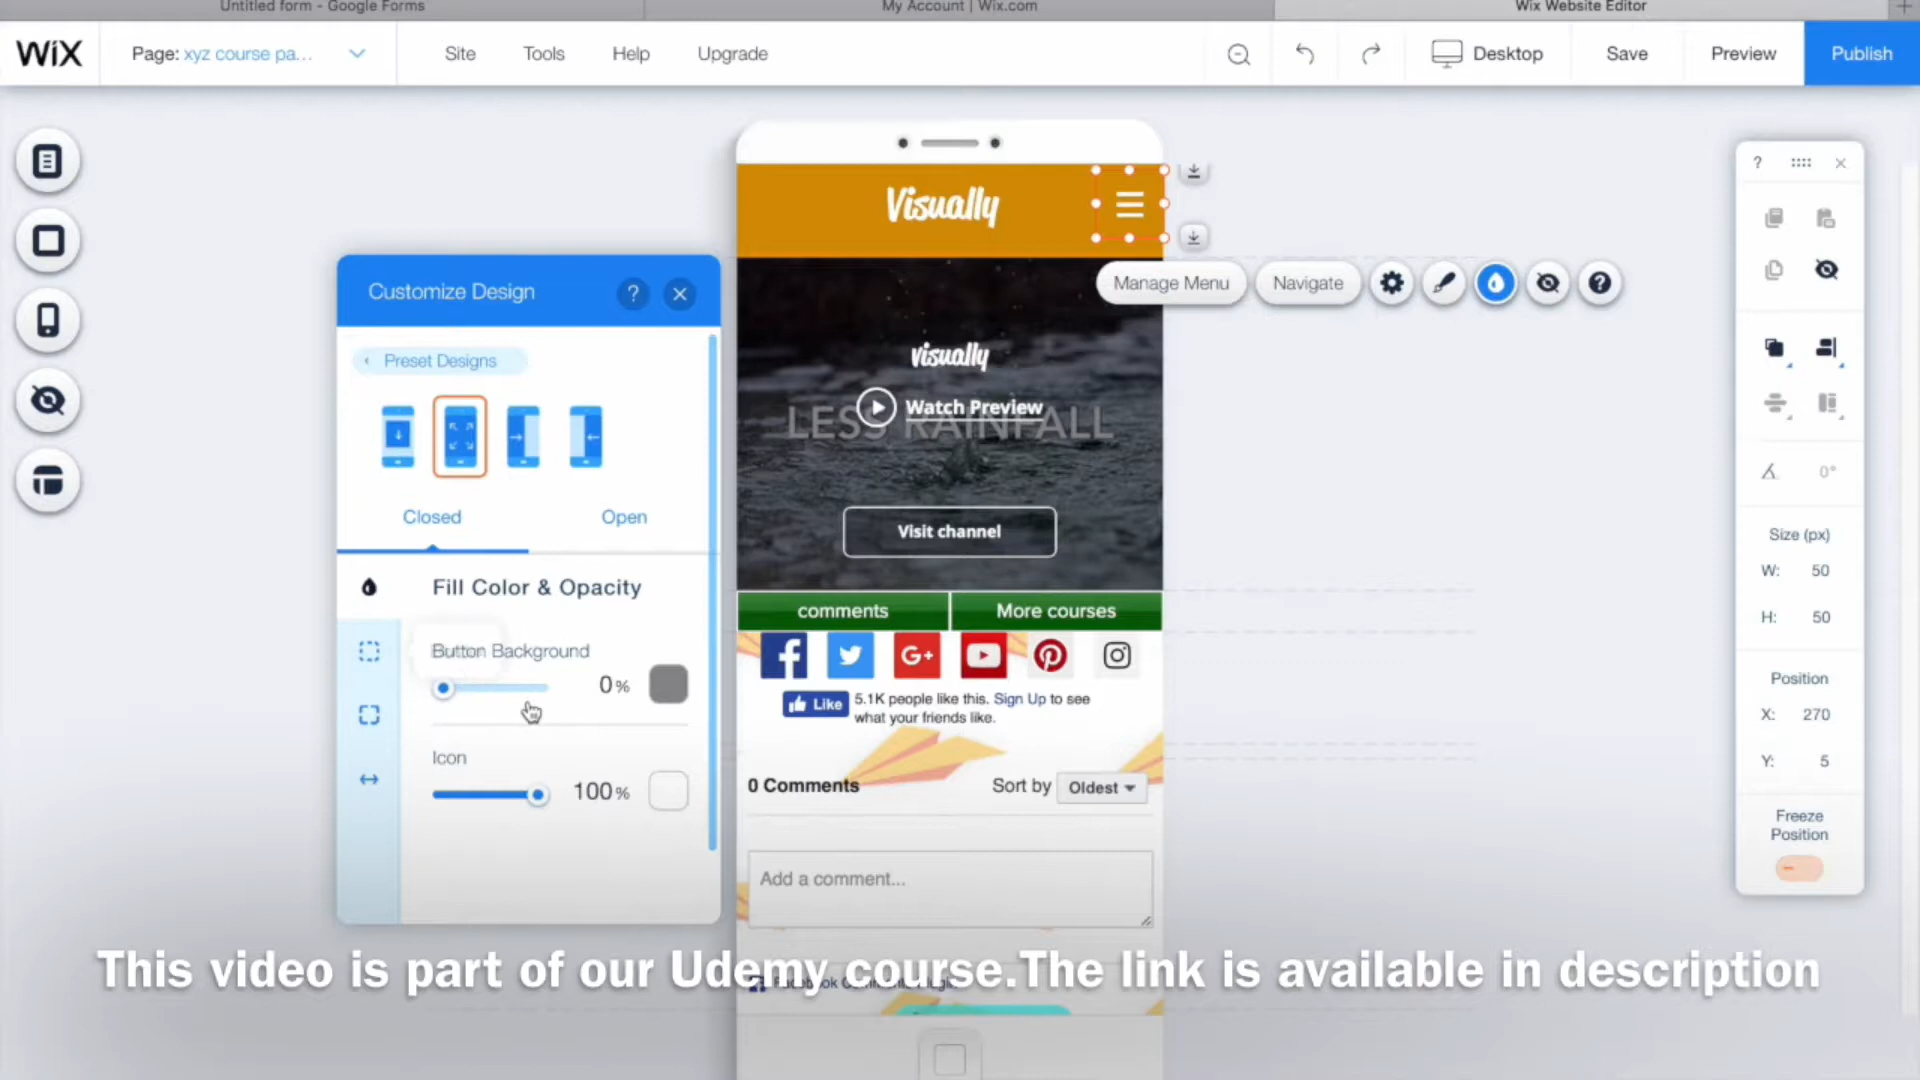 Untitled form - Google Forms
My Account | Wix.com
Wix Website Editor
WiX
Page: xyz course pa...
Site
Tools
Help
Upgrade
Desktop
Save
Preview
Publish
Visually
Manage Menu
Navigate
Customize Design
?
Preset Designs
Closed
Open
Fill Color & Opacity
Button Background
0%
Icon
100%
visually
Watch Preview
LESS RAINFALL
Visit channel
comments
More courses
G+
Like
5.1K people like this. Sign Up to see
what your friends like.
0 Comments
Sort by
Oldest
Add a comment...
?
0°
Size (px)
W: 50
H: 50
Position
X: 270
Y: 5
Freeze
Position
This video is part of our Udemy course.The link is available in description